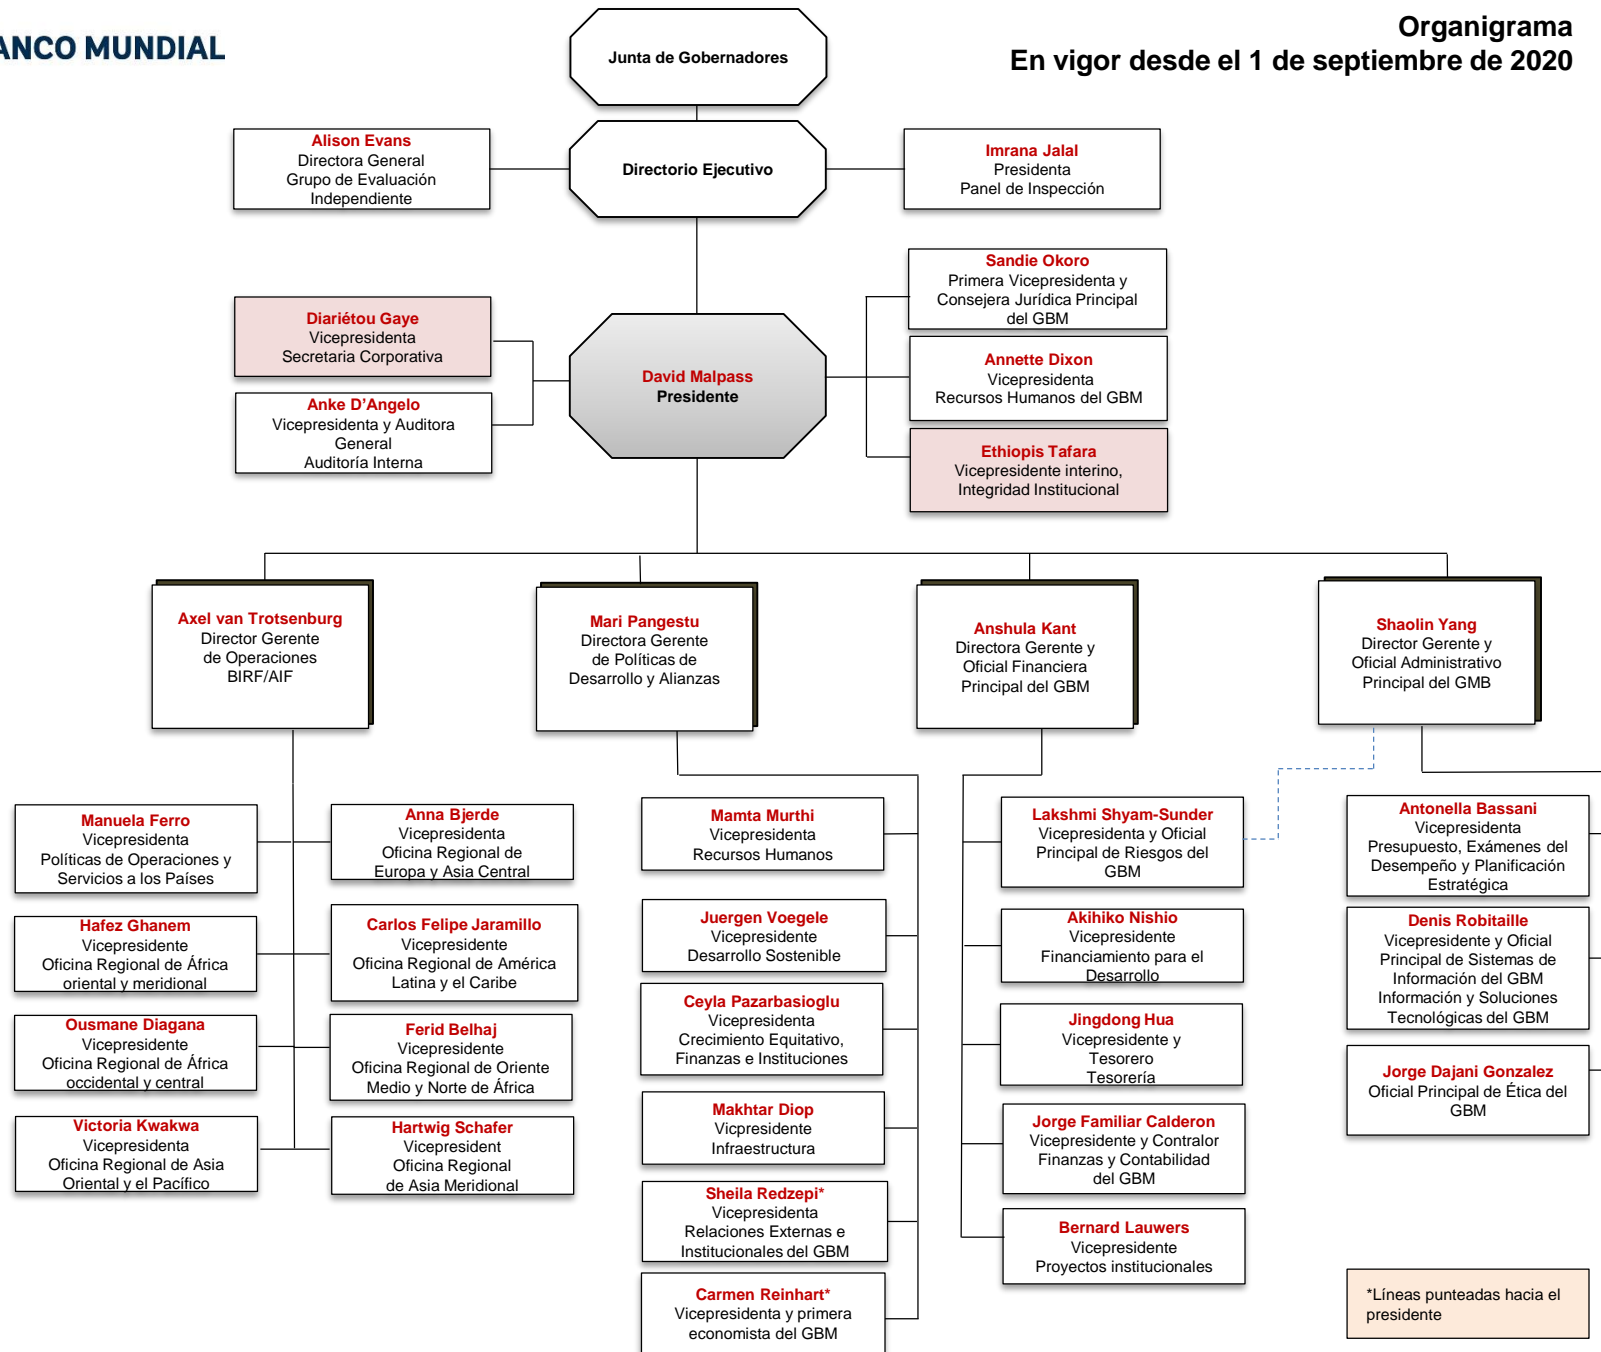 ANCO MUNDIAL
Organigrama
En vigor desde el 1 de septiembre de 2020
Junta de Gobernadores
Alison Evans
Directora General
Grupo de Evaluación
Independiente
Directorio Ejecutivo
Imrana Jalal
Presidenta
Panel de Inspección
Sandie Okoro
Primera Vicepresidenta y
Consejera Jurídica Principal
del GBM
Diariétou Gaye
Vicepresidenta
Secretaria Corporativa
David Malpass
Presidente
Annette Dixon
Vicepresidenta
Recursos Humanos del GBM
Anke D’Angelo
Vicepresidenta y Auditora
General
Auditoría Interna
Ethiopis Tafara
Vicepresidente interino,
Integridad Institucional
Axel van Trotsenburg
Director Gerente
de Operaciones
BIRF/AIF
Mari Pangestu
Directora Gerente
de Políticas de
Desarrollo y Alianzas
Anshula Kant
Directora Gerente y
Oficial Financiera
Principal del GBM
Shaolin Yang
Director Gerente y
Oficial Administrativo
Principal del GMB
Manuela Ferro
Vicepresidenta
Políticas de Operaciones y
Servicios a los Países
Anna Bjerde
Vicepresidenta
Oficina Regional de
Europa y Asia Central
Hafez Ghanem
Vicepresidente
Oficina Regional de África
oriental y meridional
Carlos Felipe Jaramillo
Vicepresidente
Oficina Regional de América
Latina y el Caribe
Ousmane Diagana
Vicepresidente
Oficina Regional de África
occidental y central
Ferid Belhaj
Vicepresidente
Oficina Regional de Oriente
Medio y Norte de África
Victoria Kwakwa
Vicepresidenta
Oficina Regional de Asia
Oriental y el Pacífico
Hartwig Schafer
Vicepresident
Oficina Regional
de Asia Meridional
Mamta Murthi
Vicepresidenta
Recursos Humanos
Juergen Voegele
Vicepresidente
Desarrollo Sostenible
Ceyla Pazarbasioglu
Vicepresidenta
Crecimiento Equitativo,
Finanzas e Instituciones
Makhtar Diop
Vicpresidente
Infraestructura
Sheila Redzepi*
Vicepresidenta
Relaciones Externas e
Institucionales del GBM
Carmen Reinhart*
Vicepresidenta y primera
economista del GBM
Lakshmi Shyam-Sunder
Vicepresidenta y Oficial
Principal de Riesgos del
GBM
Akihiko Nishio
Vicepresidente
Financiamiento para el
Desarrollo
Jingdong Hua
Vicepresidente y
Tesorero
Tesorería
Jorge Familiar Calderon
Vicepresidente y Contralor
Finanzas y Contabilidad
del GBM
Bernard Lauwers
Vicepresidente
Proyectos institucionales
Antonella Bassani
Vicepresidenta
Presupuesto, Exámenes del
Desempeño y Planificación
Estratégica
Denis Robitaille
Vicepresidente y Oficial
Principal de Sistemas de
Información del GBM
Información y Soluciones
Tecnológicas del GBM
Jorge Dajani Gonzalez
Oficial Principal de Ética del
GBM
*Líneas punteadas hacia el
presidente